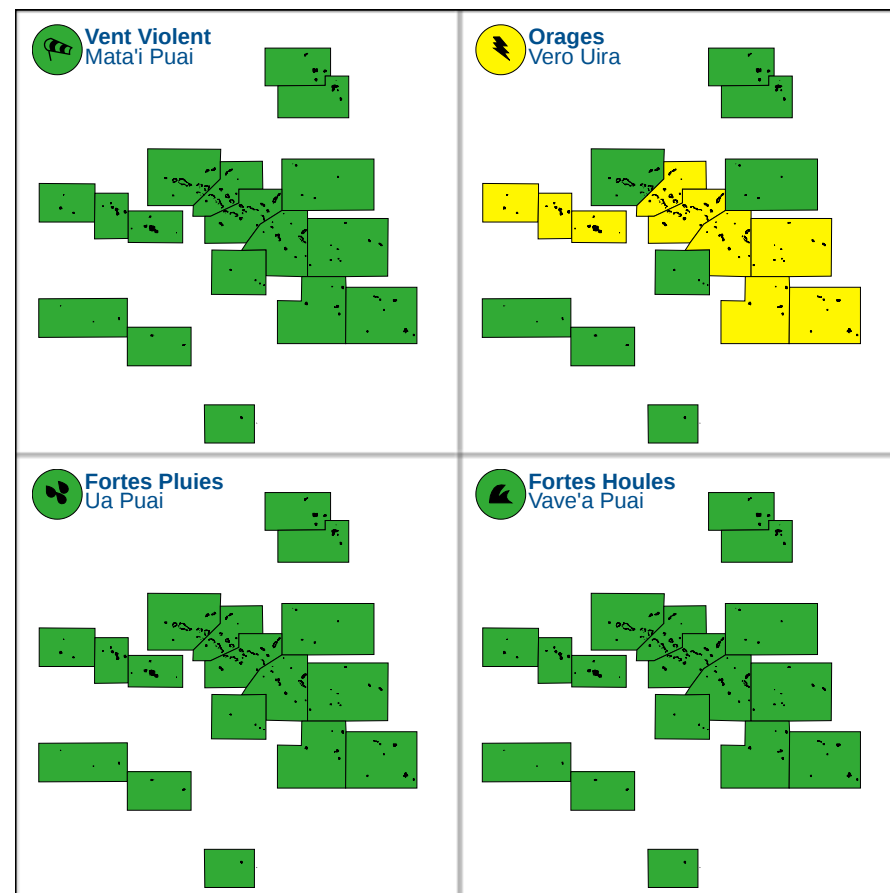 Vent Violent
Mata'i Puai
Orages
Vero Uira
Fortes Pluies
Ua Puai
Fortes Houles
Vave'a Puai